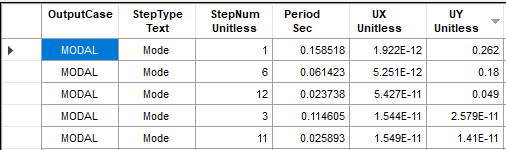 OutputCase StepType StepNum Period UX UY
Text Unitless Sec Unitless Unitless
MODAL Mode 1 0.158518 1.922E-12 0.262
MODAL Mode 6 0.061423 5.251E-12 0.18
MODAL Mode 12 0.023738 5.427E-11 0.049
MODAL Mode 3 0.114605 1.544E-11 2.579E-11
MODAL Mode 11 0.025893 1.549E-11 1.41E-11